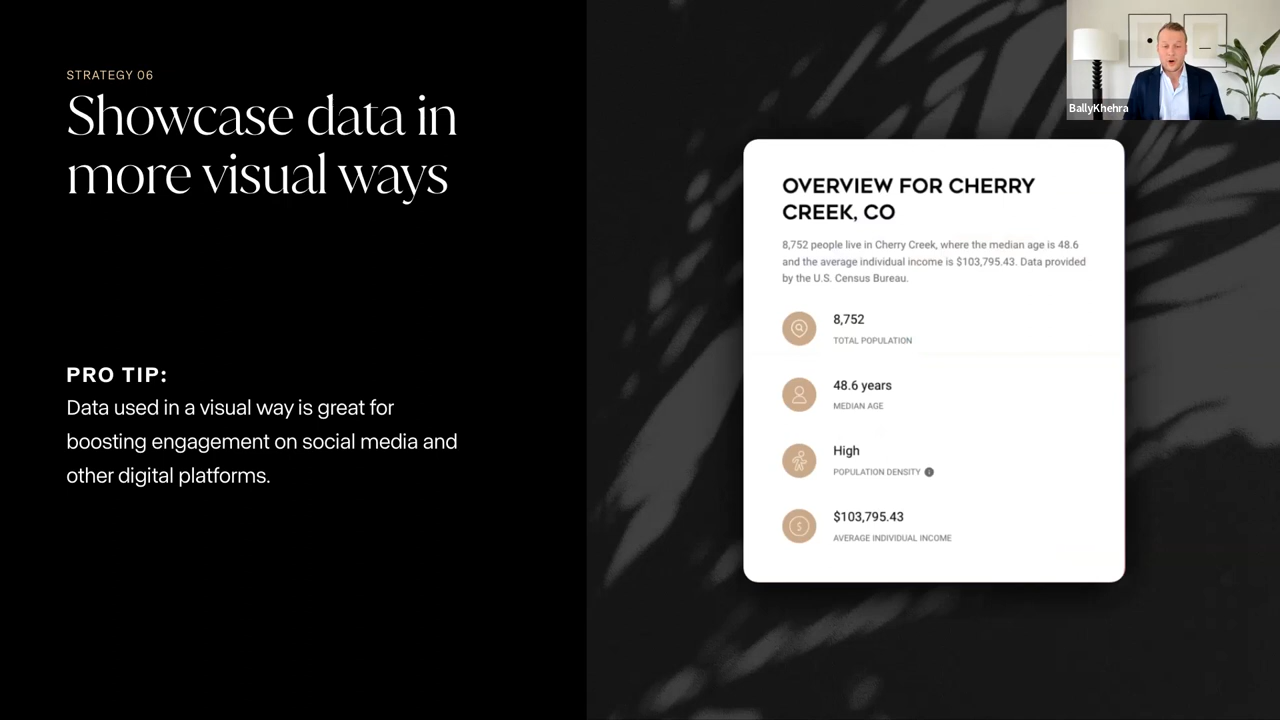 STRATEGY 06
Showcase data in
more visual ways
PRO TIP:
Data used in a visual way is great for
boosting engagement on social media and
other digital platforms.
BallyKhehra
OVERVIEW FOR CHERRY
CREEK, CO
8,752 people live in Cherry Creek, where the median age is 48.6
and the average individual income is $103,795.43. Data provided
by the U.S. Census Bureau.
8,752
TOTAL POPULATION
48.6 years
MEDIAN AGE
High
POPULATION DENSITY
$103,795.43
AVERAGE INDIVIDUAL INCOME